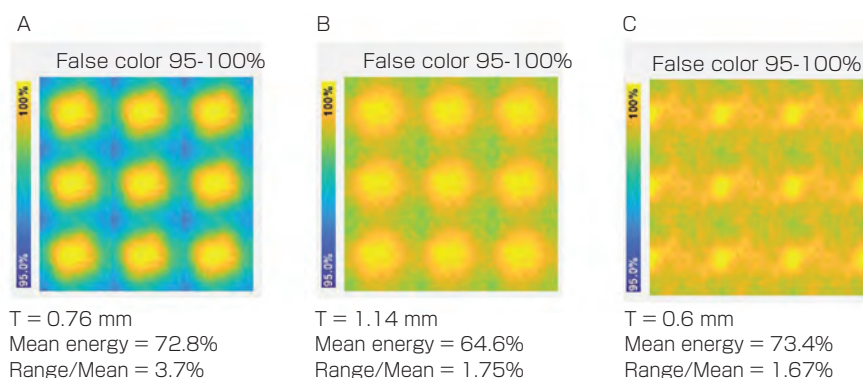 A
False color 95-100%
100%
95.0%
T = 0.76 mm
Mean energy = 72.8%
Range/Mean = 3.7%
B
False color 95-100%
100%
95.0%
T = 1.14 mm
Mean energy = 64.6%
Range/Mean = 1.75%
C
False color 95-100%
100%
95.0%
T = 0.6 mm
Mean energy = 73.4%
Range/Mean = 1.67%